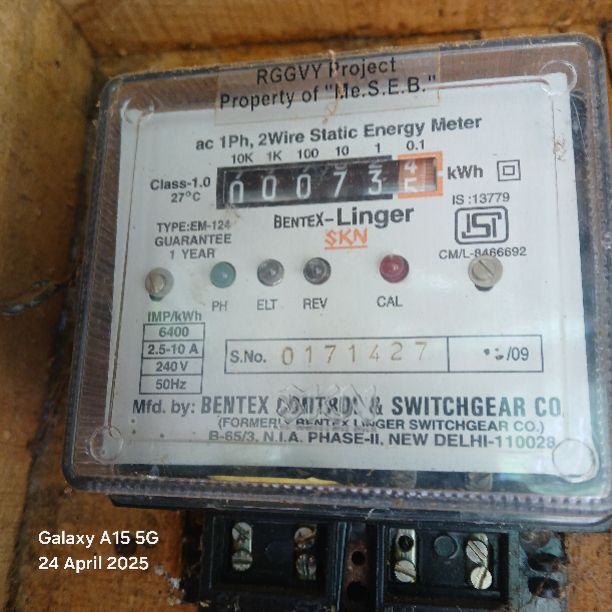 RGGVY Project
Property of "Me.S.E.B."
ac 1Ph, 2Wire Static Energy Meter
10K 1K 100 10 1 0.1
Class-1.0
27°C
0 0 0 7 3
kWh
IS :13779
BENTEX-Linger
SKN
TYPE:EM-124
GUARANTEE
1 YEAR
CM/L-8466692
PH ELT REV CAL
IMP/kWh
6400
2.5-10 A
240 V
50Hz
S.No. 0171427 /09
Mfd. by: BENTEX CONTROL & SWITCHGEAR CO
(FORMERLY BENTEX LINGER SWITCHGEAR CO.)
B-65/3, N.I.A. PHASE-II, NEW DELHI-110028
Galaxy A15 5G
24 April 2025